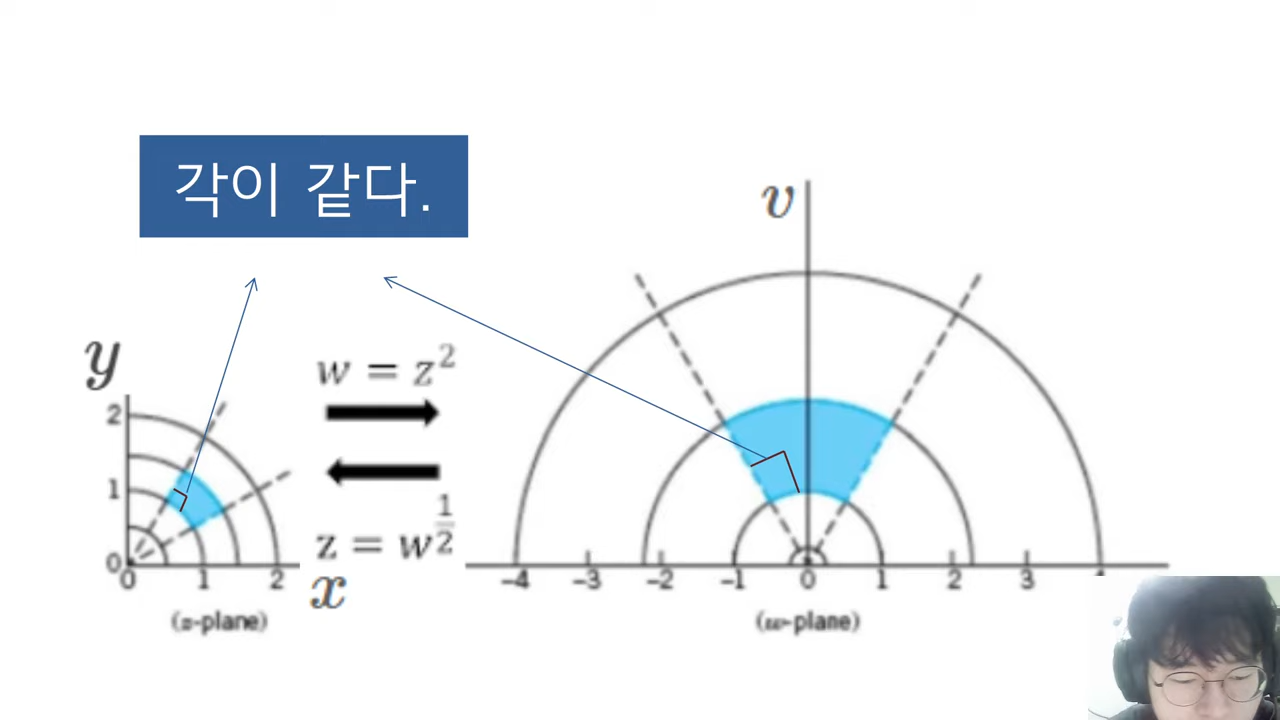 각이 같다.
v
y
w = z²
z = w^{1/2}
2
1
0
0 1 2
x
-4 -3 -2 -1 0 1 2 3
(z-plane)
(w-plane)